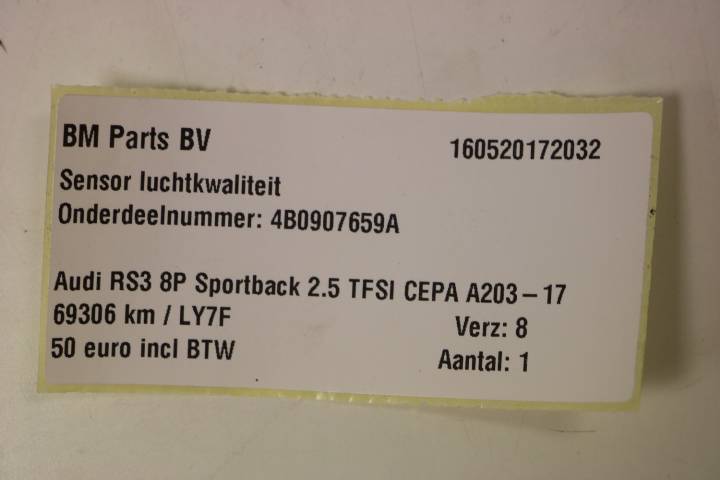 BM Parts BV 160520172032
Sensor luchtkwaliteit
Onderdeelnummer: 4B0907659A
Audi RS3 8P Sportback 2.5 TFSI CEPA A203-17
69306 km / LY7F Verz: 8
50 euro incl BTW Aantal: 1